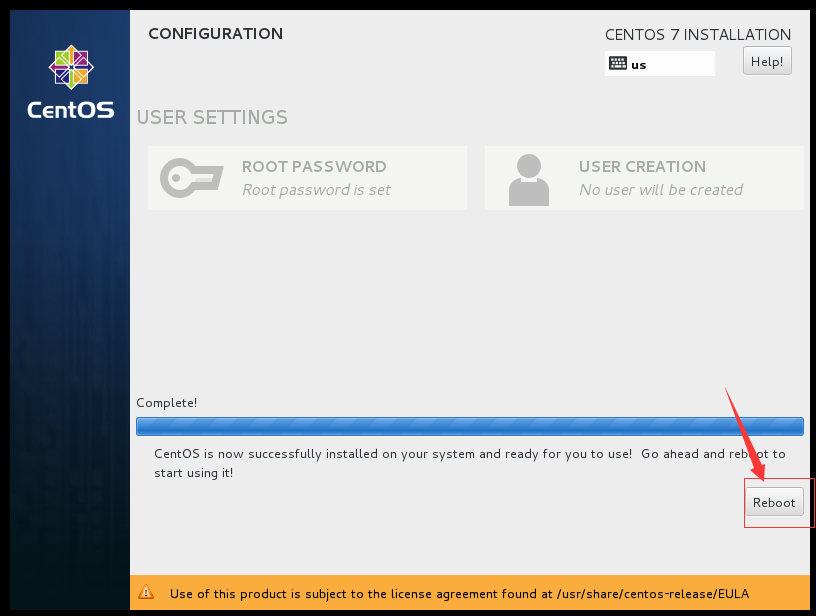 CONFIGURATION
CENTOS 7 INSTALLATION
us
Help!
CentOS
USER SETTINGS
ROOT PASSWORD
Root password is set
USER CREATION
No user will be created
Complete!
CentOS is now successfully installed on your system and ready for you to use! Go ahead and reboot to
start using it!
Reboot
Use of this product is subject to the license agreement found at /usr/share/centos-release/EULA